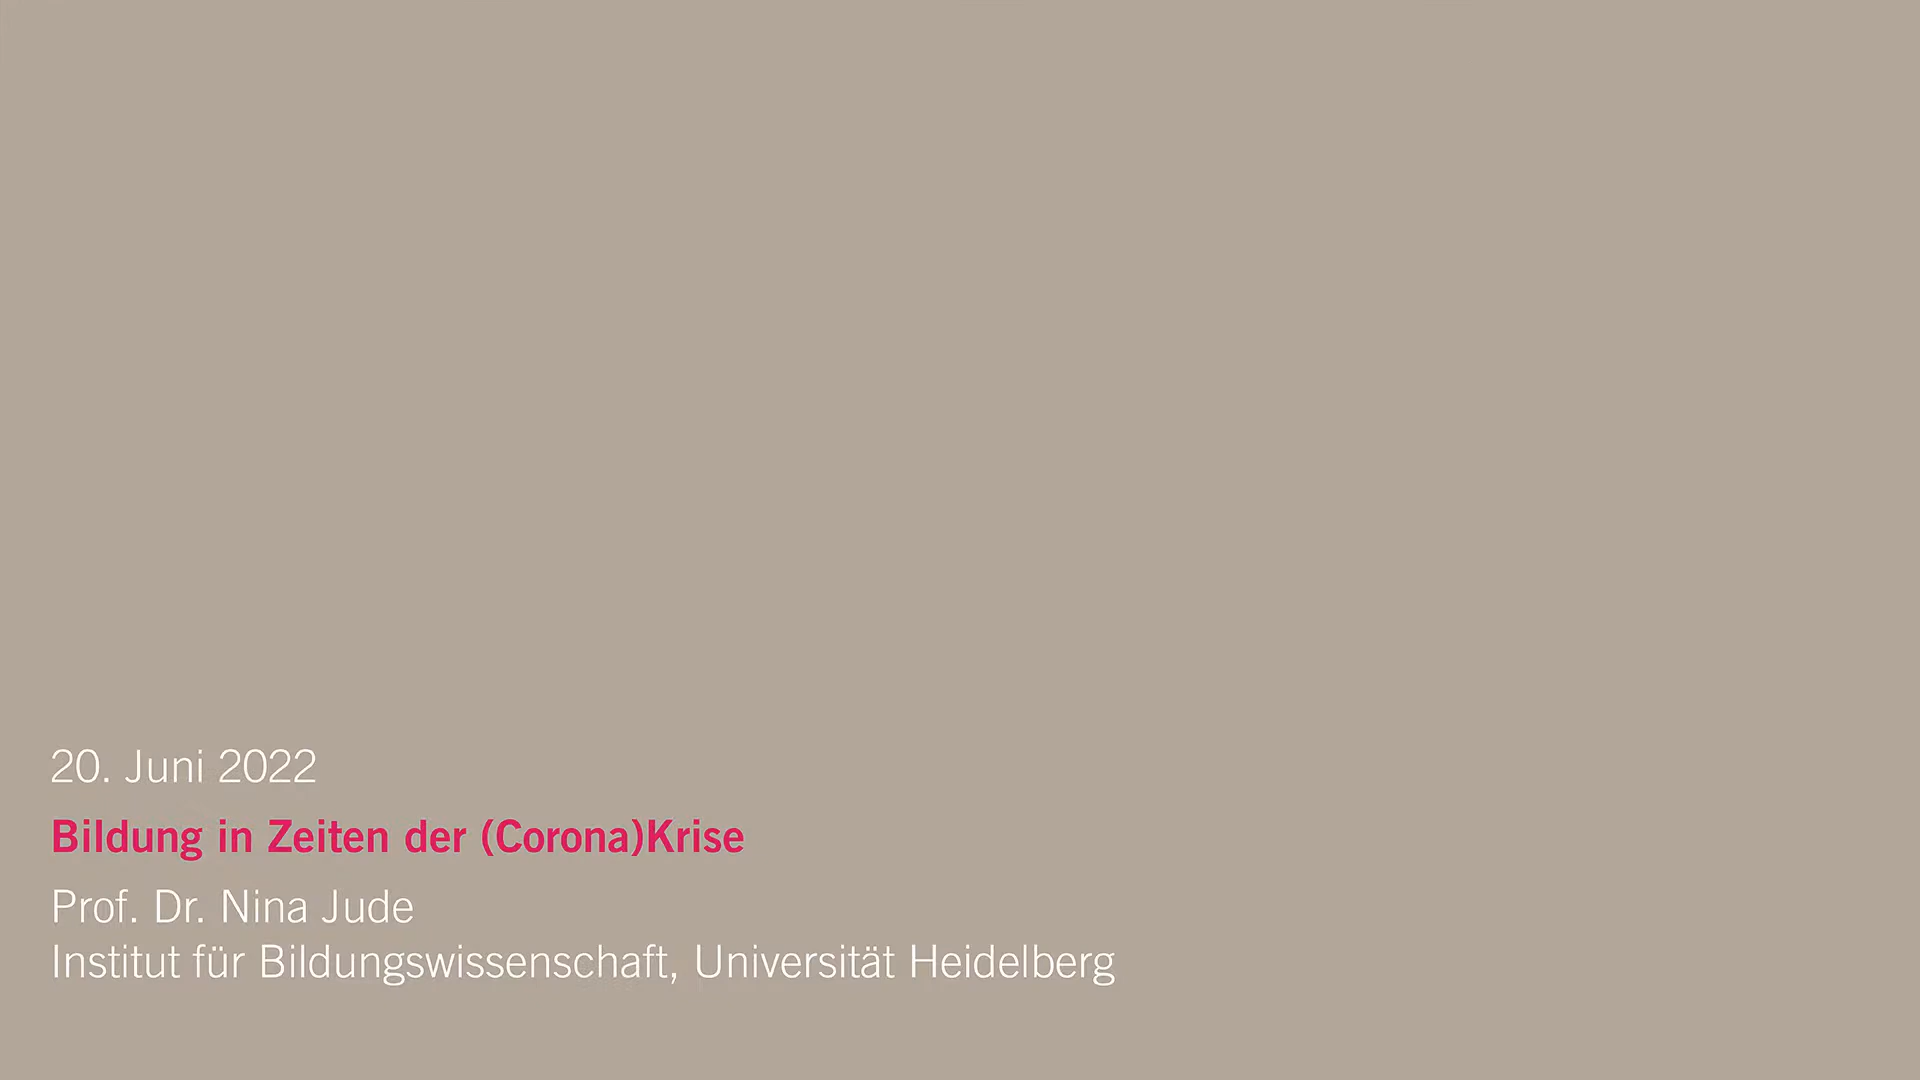 20. Juni 2022
Bildung in Zeiten der (Corona)Krise
Prof. Dr. Nina Jude
Institut für Bildungswissenschaft, Universität Heidelberg